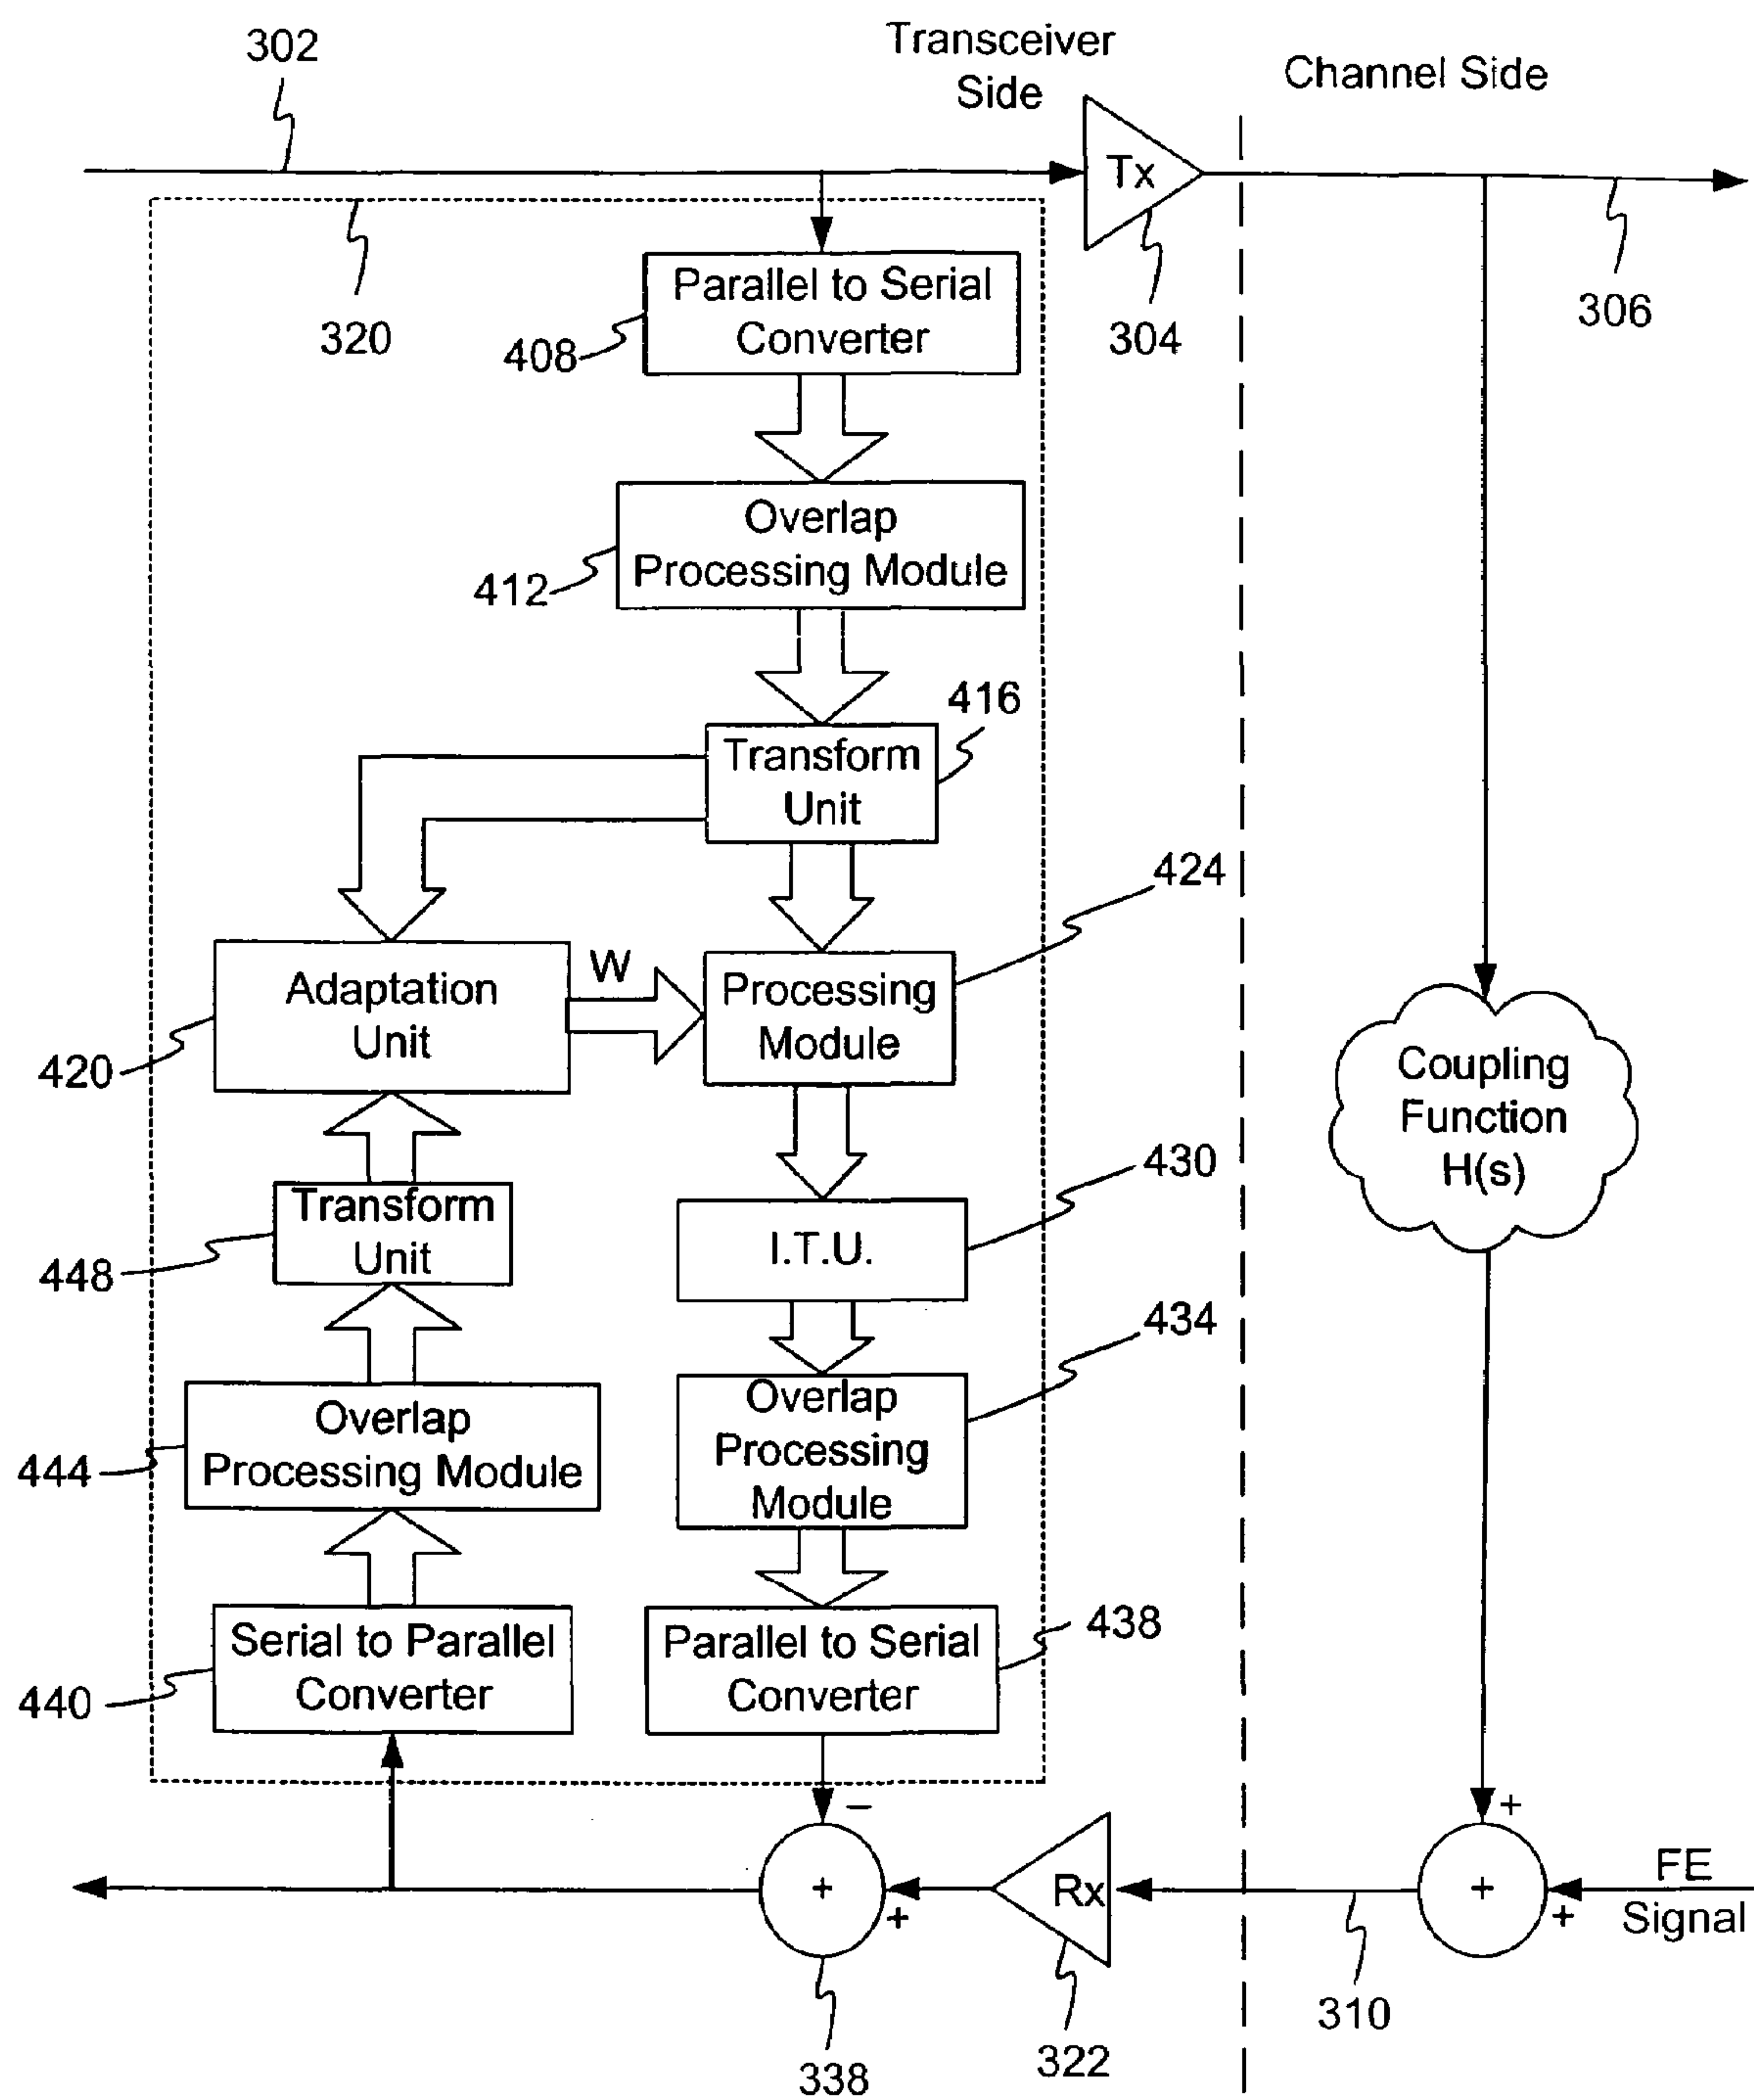 302
Transceiver
Side
Channel Side
Tx
320
304
306
Parallel to Serial
Converter
408
Overlap
Processing Module
412
416
Transform
Unit
424
Adaptation
Unit
W
Processing
Module
420
Coupling
Function
H(s)
430
Transform
Unit
448
I.T.U.
434
Overlap
Processing Module
444
Overlap
Processing
Module
438
Serial to Parallel
Converter
440
Parallel to Serial
Converter
−
+
+
Rx
+
+
+
FE
Signal
338
322
310